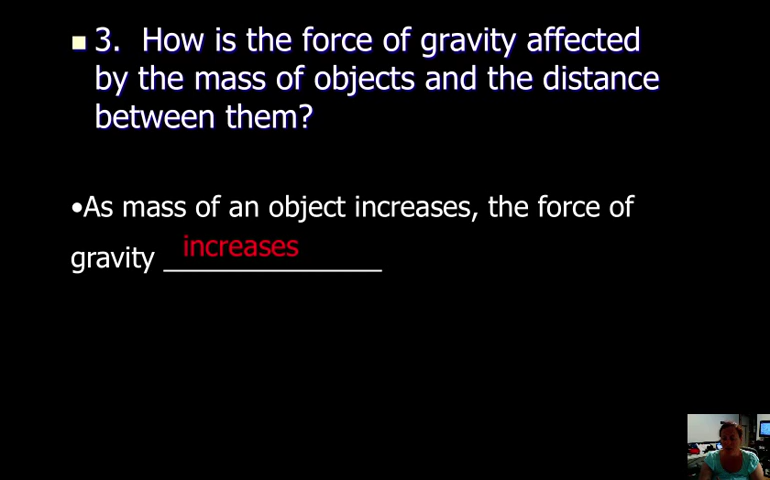 3. How is the force of gravity affected
by the mass of objects and the distance
between them?
•As mass of an object increases, the force of
gravity increases